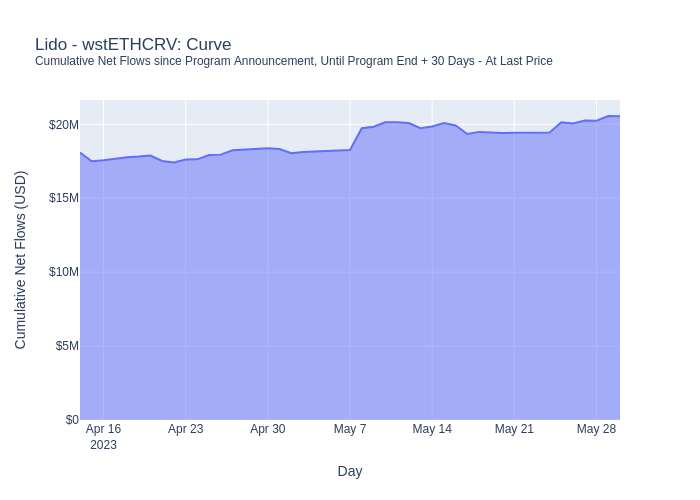 Lido - wstETHCRV: Curve
Cumulative Net Flows since Program Announcement, Until Program End + 30 Days - At Last Price
Cumulative Net Flows (USD)
$20M
$15M
$10M
$5M
$0
Apr 16 Apr 23 Apr 30 May 7 May 14 May 21 May 28
2023
Day